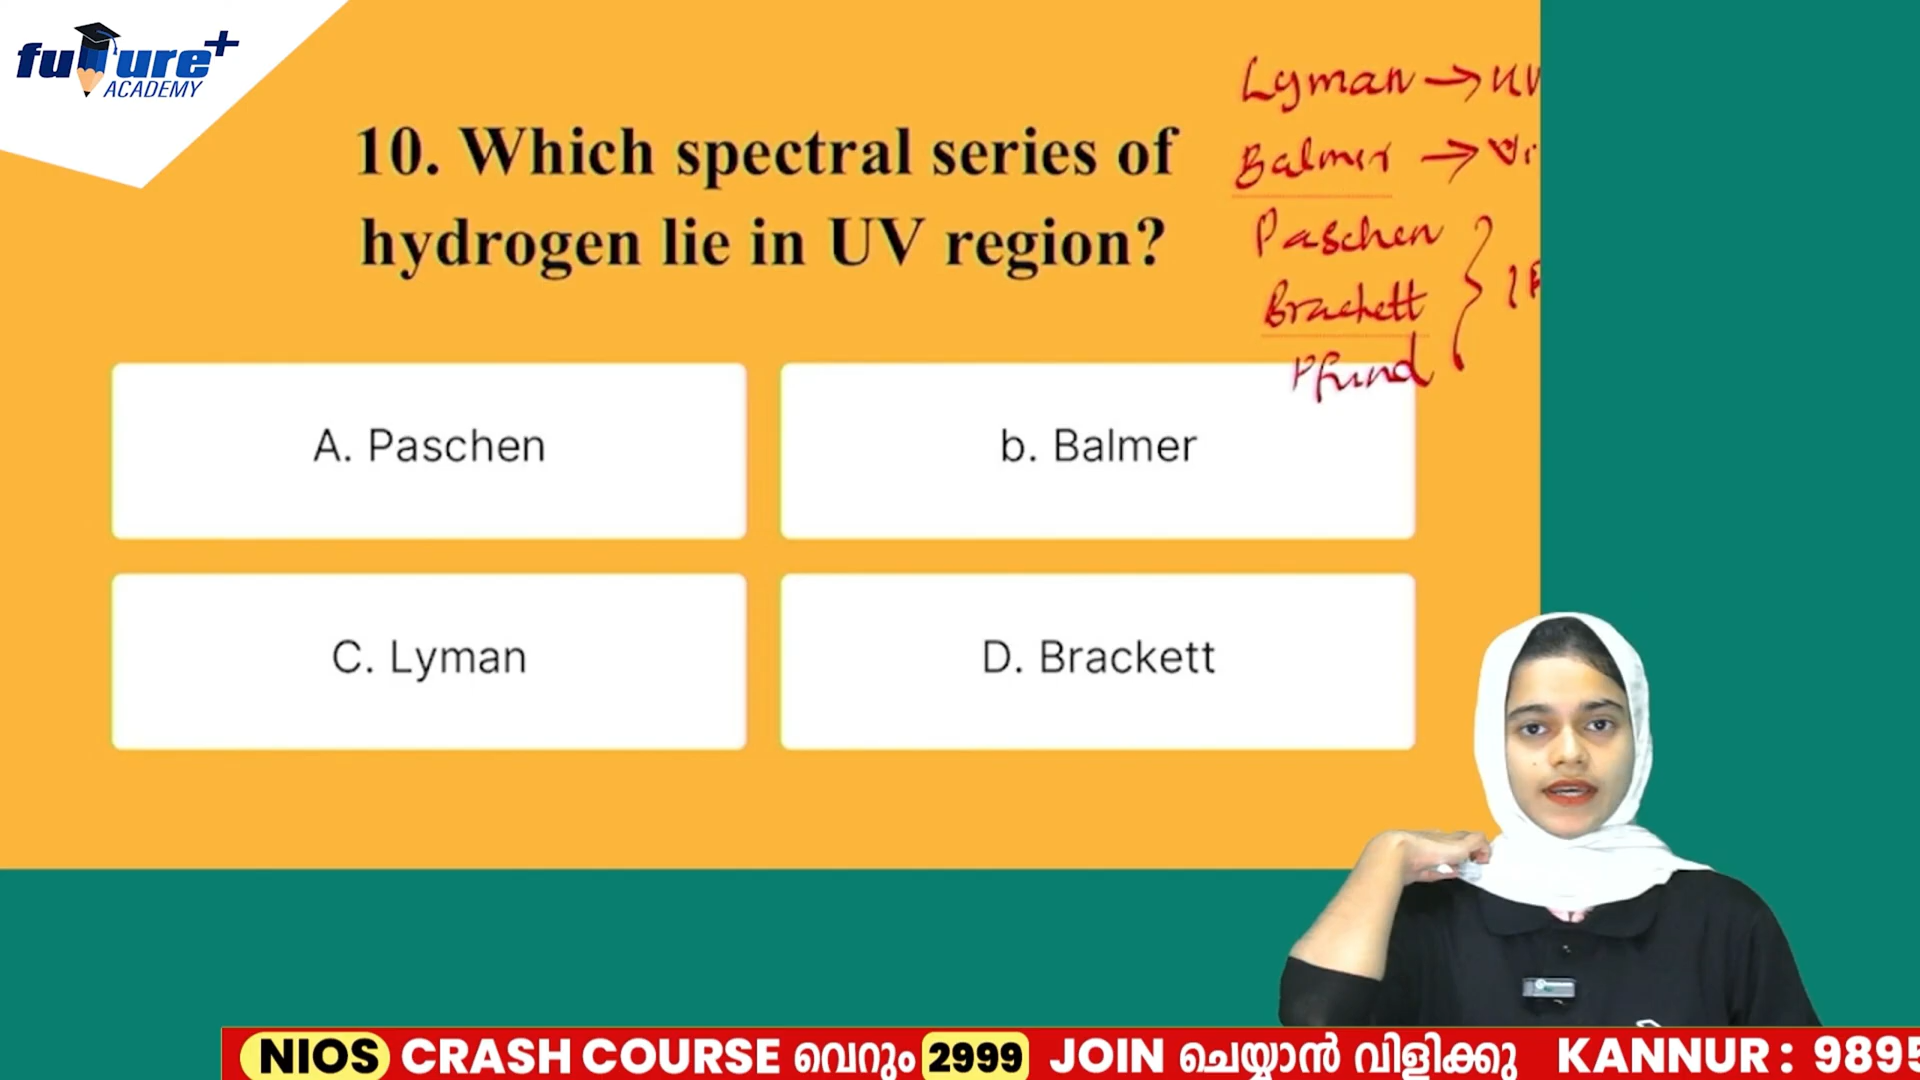 future+
ACADEMY
10. Which spectral series of
hydrogen lie in UV region?
Lyman → UV
Balmer → Vi
Paschen
Brackett
Pfund
A. Paschen
b. Balmer
C. Lyman
D. Brackett
NIOS CRASH COURSE വെറും 2999 JOIN ചെയ്യാൻ വിളിക്കു KANNUR : 9895